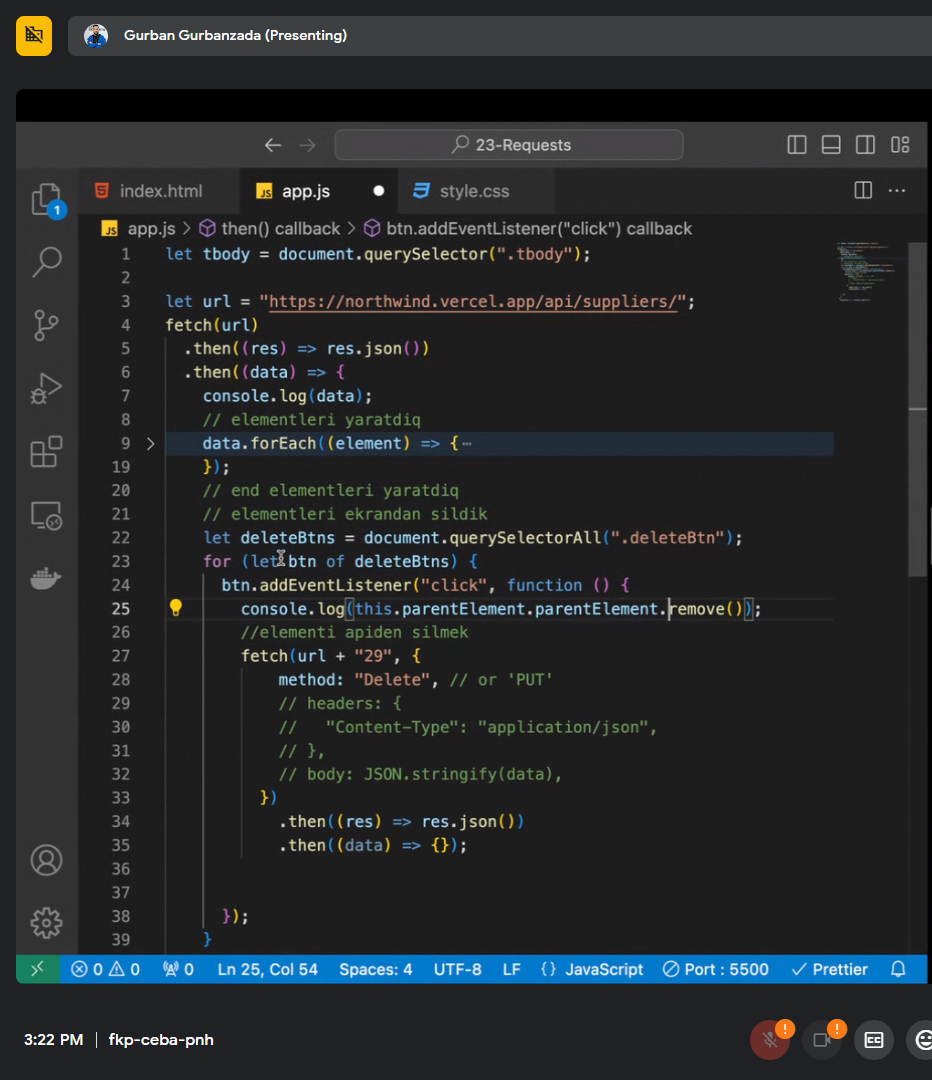 Gurban Gurbanzada (Presenting)
23-Requests
index.html
JS app.js
style.css
1
JS app.js > then() callback > btn.addEventListener("click") callback
1 let tbody = document.querySelector(".tbody");
2
3 let url = "https://northwind.vercel.app/api/suppliers/";
4 fetch(url)
5 .then((res) => res.json())
6 .then((data) => {
7 console.log(data);
8 // elementleri yaratdiq
9 data.forEach((element) => {⋯
19 });
20 // end elementleri yaratdiq
21 // elementleri ekrandan sildik
22 let deleteBtns = document.querySelectorAll(".deleteBtn");
23 for (let btn of deleteBtns) {
24 btn.addEventListener("click", function () {
25 console.log(this.parentElement.parentElement.remove());
26 //elementi apiden silmek
27 fetch(url + "29", {
28 method: "Delete", // or 'PUT'
29 // headers: {
30 // "Content-Type": "application/json",
31 // },
32 // body: JSON.stringify(data),
33 })
34 .then((res) => res.json())
35 .then((data) => {});
36
37
38 });
39 }
0 0 0 Ln 25, Col 54 Spaces: 4 UTF-8 LF {} JavaScript Port : 5500 Prettier
3:22 PM | fkp-ceba-pnh